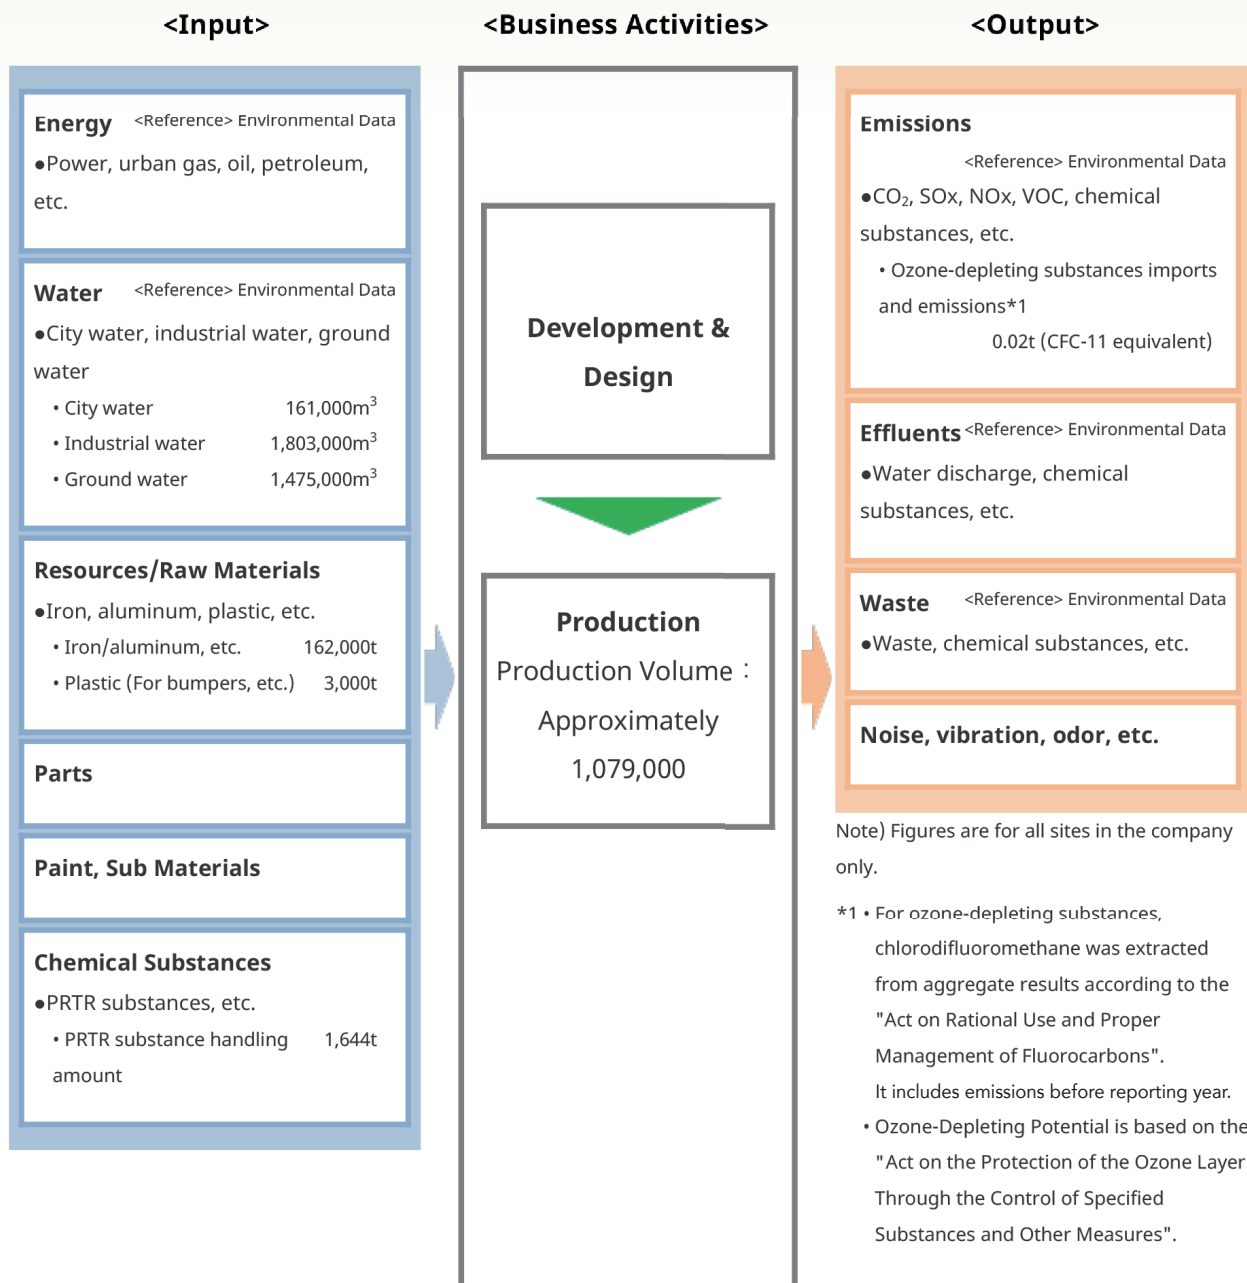 <Input>
Energy <Reference> Environmental Data
●Power, urban gas, oil, petroleum,
etc.
Water <Reference> Environmental Data
●City water, industrial water, ground
water
• City water 161,000m³
• Industrial water 1,803,000m³
• Ground water 1,475,000m³
Resources/Raw Materials
●Iron, aluminum, plastic, etc.
• Iron/aluminum, etc. 162,000t
• Plastic (For bumpers, etc.) 3,000t
Parts
Paint, Sub Materials
Chemical Substances
●PRTR substances, etc.
• PRTR substance handling 1,644t
amount
<Business Activities>
Development &
Design
Production
Production Volume：
Approximately
1,079,000
<Output>
Emissions
<Reference> Environmental Data
●CO₂, SOx, NOx, VOC, chemical
substances, etc.
• Ozone-depleting substances imports
and emissions*1
0.02t (CFC-11 equivalent)
Effluents <Reference> Environmental Data
●Water discharge, chemical
substances, etc.
Waste <Reference> Environmental Data
●Waste, chemical substances, etc.
Noise, vibration, odor, etc.
Note) Figures are for all sites in the company
only.
*1 • For ozone-depleting substances,
chlorodifluoromethane was extracted
from aggregate results according to the
"Act on Rational Use and Proper
Management of Fluorocarbons".
It includes emissions before reporting year.
• Ozone-Depleting Potential is based on the
"Act on the Protection of the Ozone Layer
Through the Control of Specified
Substances and Other Measures".